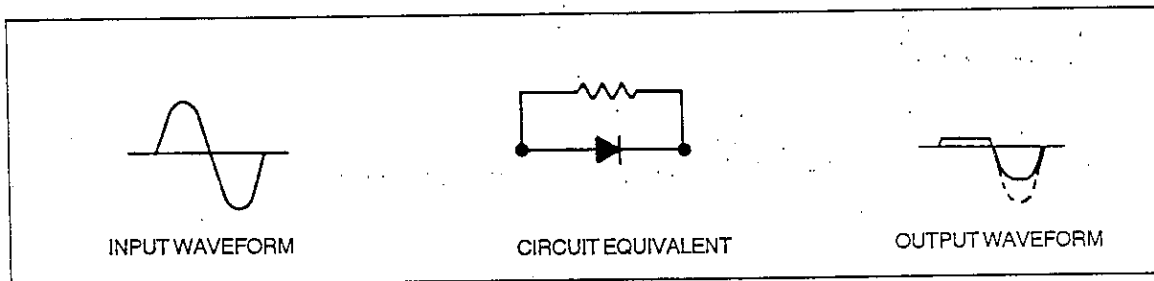 INPUT WAVEFORM
CIRCUIT EQUIVALENT
OUTPUT WAVEFORM